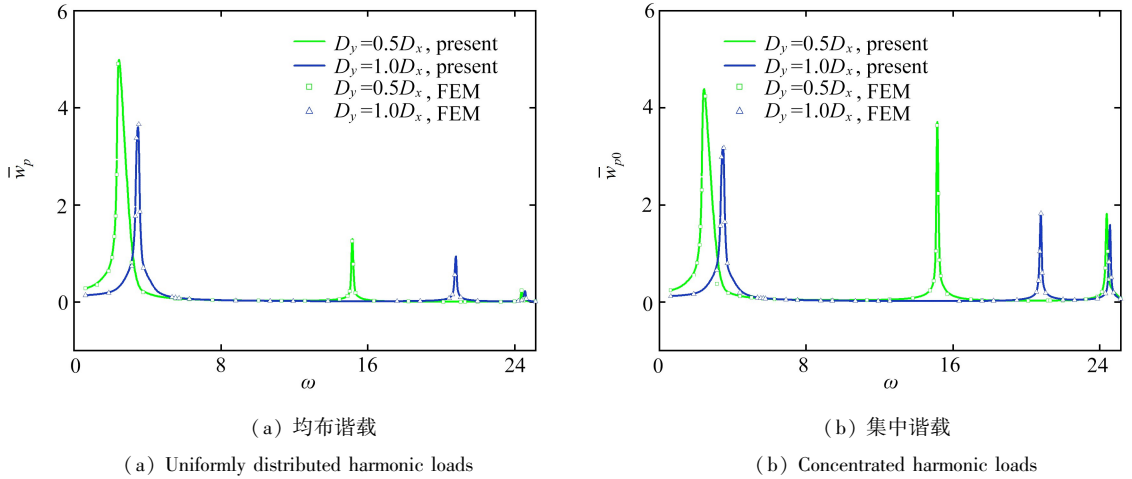 6
4
2
0
w̅p
Dy=0.5Dx, present
Dy=1.0Dx, present
Dy=0.5Dx, FEM
Dy=1.0Dx, FEM
0 8 16 24
ω
(a) 均布谐载
(a) Uniformly distributed harmonic loads
6
4
2
0
w̅p0
Dy=0.5Dx, present
Dy=1.0Dx, present
Dy=0.5Dx, FEM
Dy=1.0Dx, FEM
0 8 16 24
ω
(b) 集中谐载
(b) Concentrated harmonic loads